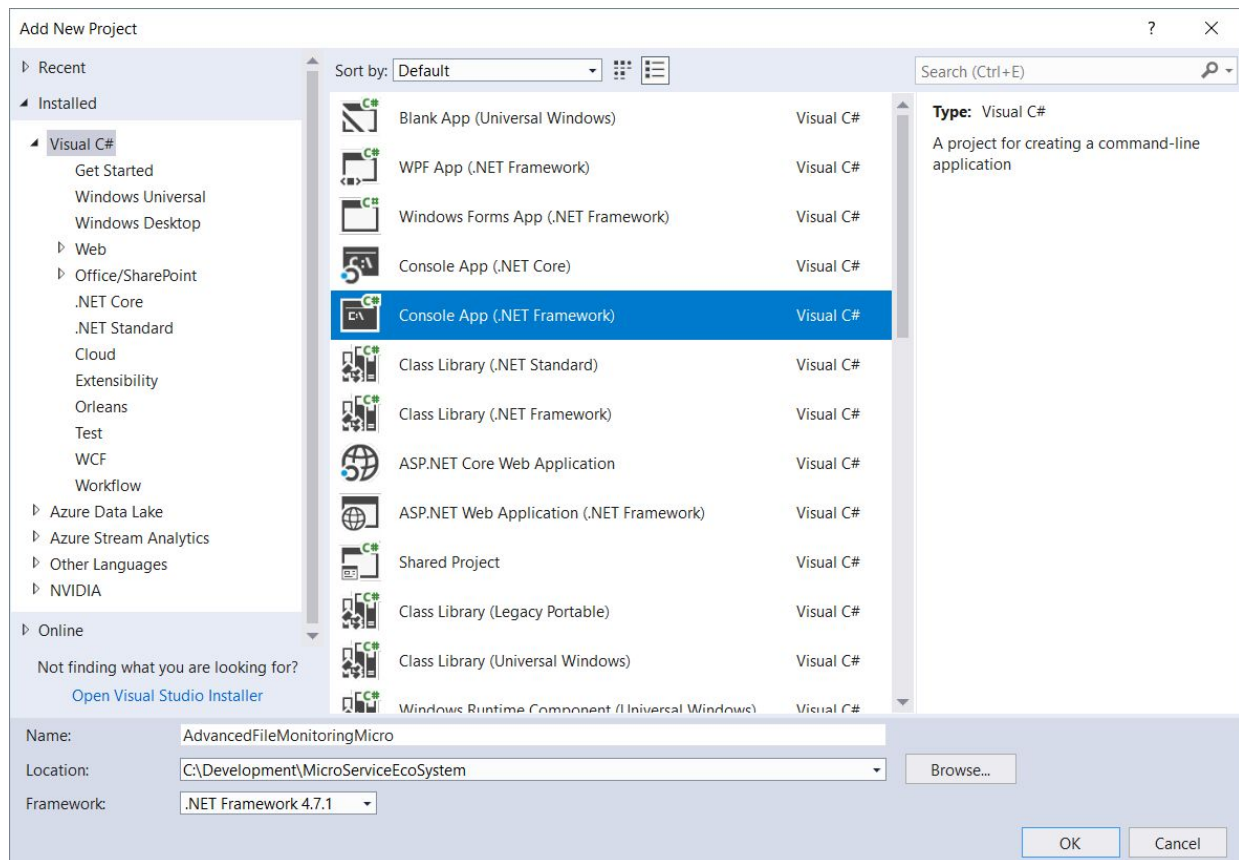 Add New Project
?
Recent
Installed
Visual C#
Get Started
Windows Universal
Windows Desktop
Web
Office/SharePoint
.NET Core
.NET Standard
Cloud
Extensibility
Orleans
Test
WCF
Workflow
Azure Data Lake
Azure Stream Analytics
Other Languages
NVIDIA
Online
Not finding what you are looking for?
Open Visual Studio Installer
Sort by: Default
Blank App (Universal Windows) Visual C#
WPF App (.NET Framework) Visual C#
Windows Forms App (.NET Framework) Visual C#
Console App (.NET Core) Visual C#
Console App (.NET Framework) Visual C#
Class Library (.NET Standard) Visual C#
Class Library (.NET Framework) Visual C#
ASP.NET Core Web Application Visual C#
ASP.NET Web Application (.NET Framework) Visual C#
Shared Project Visual C#
Class Library (Legacy Portable) Visual C#
Class Library (Universal Windows) Visual C#
Windows Runtime Component (Universal Windows) Visual C#
Search (Ctrl+E)
Type: Visual C#
A project for creating a command-line
application
Name: AdvancedFileMonitoringMicro
Location: C:\Development\MicroServiceEcoSystem
Browse...
Framework: .NET Framework 4.7.1
OK Cancel